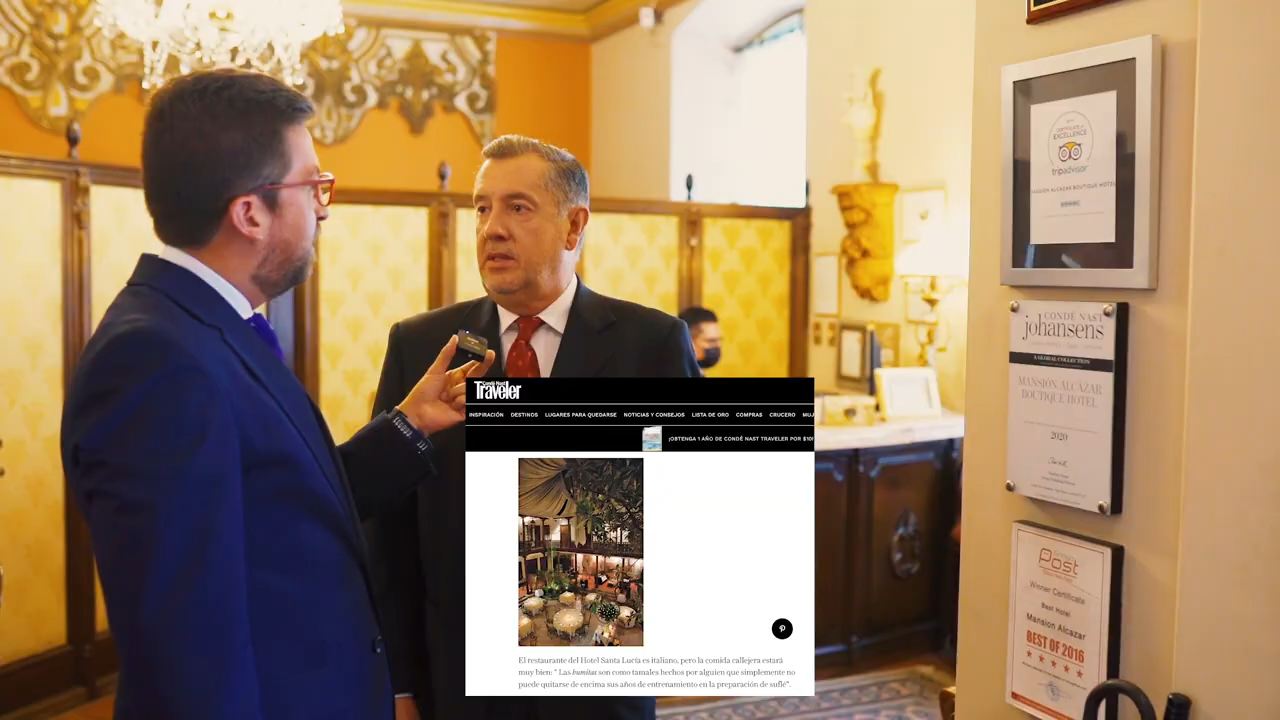 CERTIFICATE of
EXCELLENCE
tripadvisor
MANSION ALCAZAR BOUTIQUE HOTEL
CONDÉ NAST
johansens
A GLOBAL COLLECTION
MANSIÓN ALCÁZAR
BOUTIQUE HOTEL
2020
Post
Winner Certificate
Best Hotel
Mansion Alcazar
BEST OF 2016
Condé Nast
Traveler
INSPIRACIÓN DESTINOS LUGARES PARA QUEDARSE NOTICIAS Y CONSEJOS LISTA DE ORO COMPRAS CRUCERO MUJ
¡OBTENGA 1 AÑO DE CONDÉ NAST TRAVELER POR $10!
El restaurante del Hotel Santa Lucía es italiano, pero la comida callejera estará
muy bien: " Las humitas son como tamales hechos por alguien que simplemente no
puede quitarse de encima sus años de entrenamiento en la preparación de suflé".